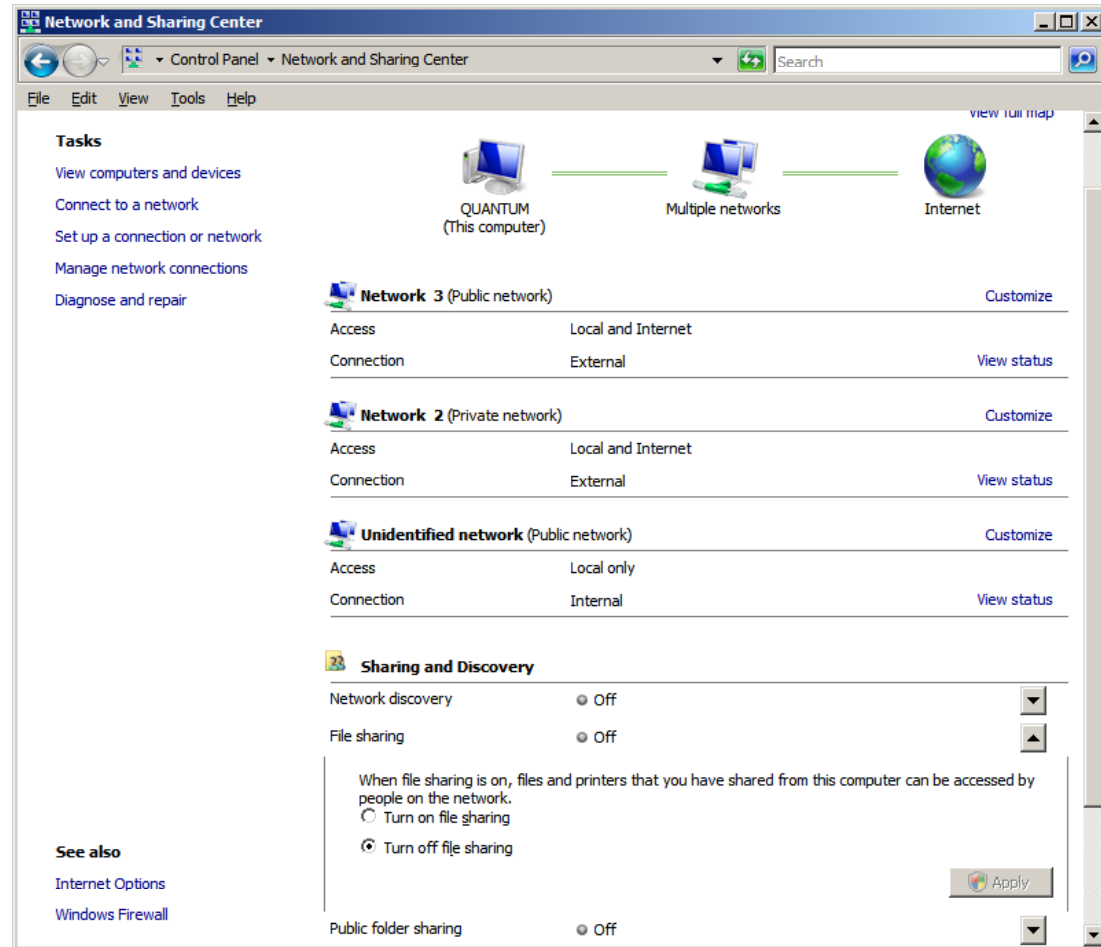 Network and Sharing Center
Control Panel Network and Sharing Center Search
File Edit View Tools Help
View full map
Tasks
View computers and devices
Connect to a network
Set up a connection or network
Manage network connections
Diagnose and repair
QUANTUM
(This computer)
Multiple networks
Internet
Network 3 (Public network) Customize
Access Local and Internet
Connection External View status
Network 2 (Private network) Customize
Access Local and Internet
Connection External View status
Unidentified network (Public network) Customize
Access Local only
Connection Internal View status
Sharing and Discovery
Network discovery Off
File sharing Off
When file sharing is on, files and printers that you have shared from this computer can be accessed by
people on the network.
Turn on file sharing
Turn off file sharing
Apply
Public folder sharing Off
See also
Internet Options
Windows Firewall